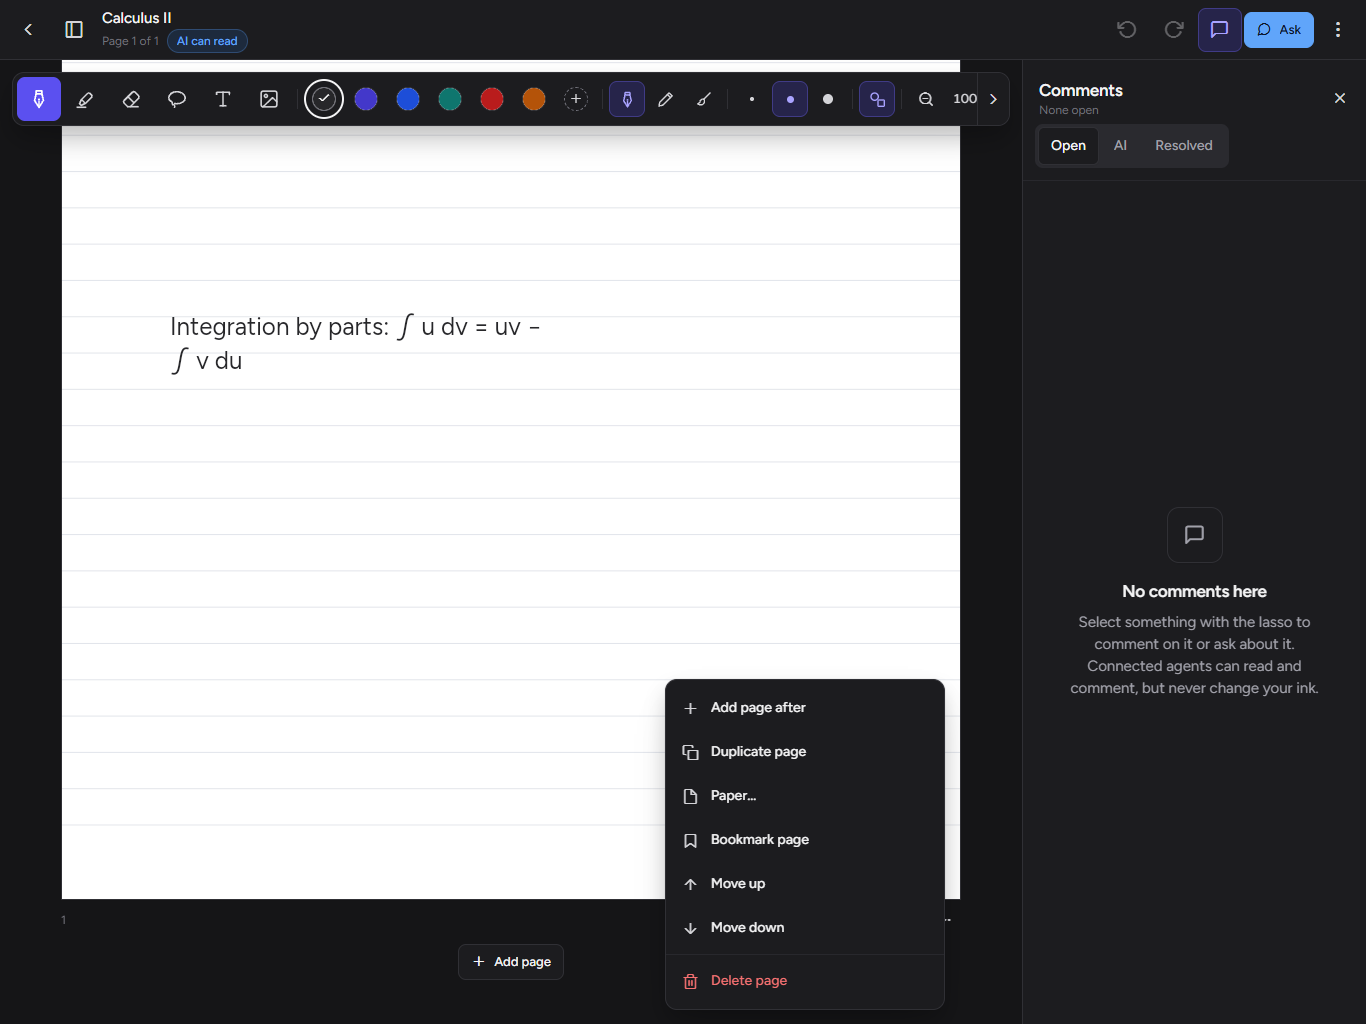 Calculus II
Page 1 of 1 AI can read
Ask
100
Comments
None open
Open AI Resolved
Integration by parts: ∫ u dv = uv −
∫ v du
No comments here
Select something with the lasso to
comment on it or ask about it.
Connected agents can read and
comment, but never change your ink.
Add page after
Duplicate page
Paper...
Bookmark page
Move up
Move down
Delete page
1
Add page